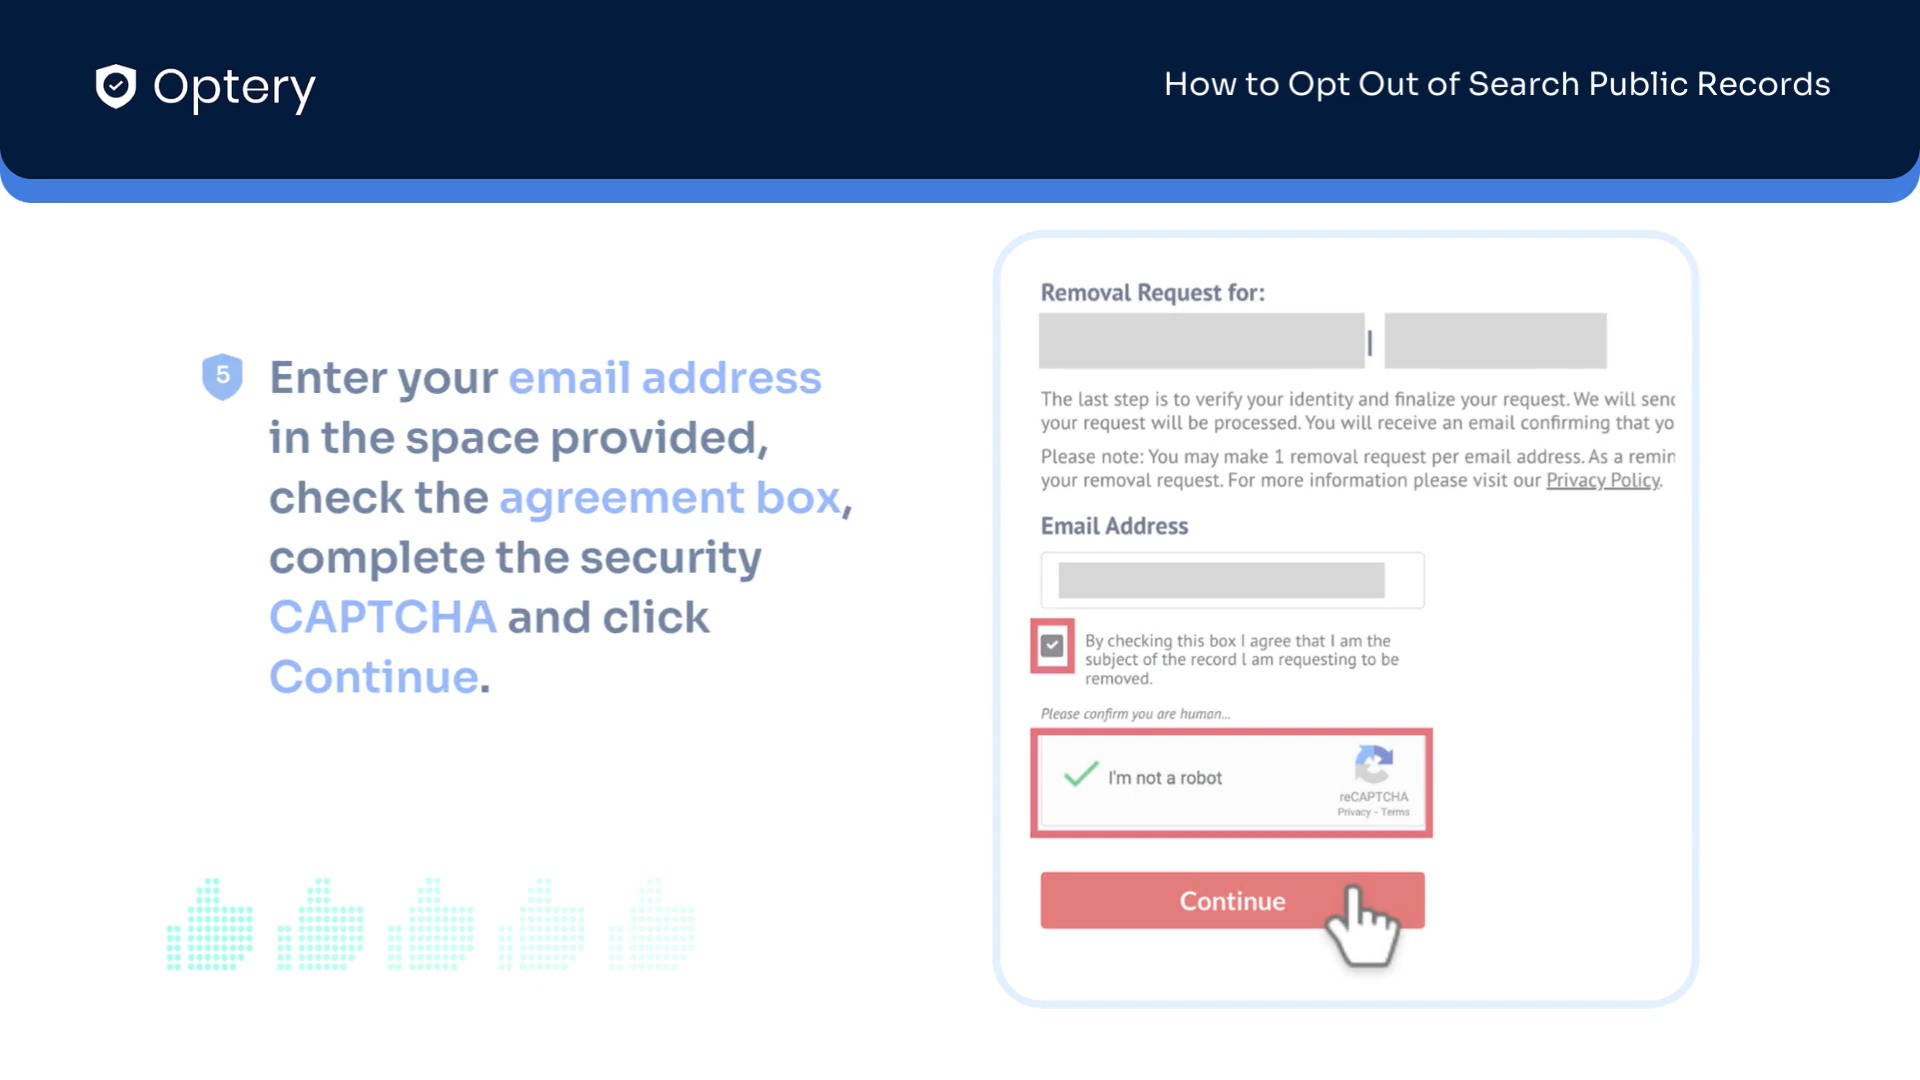 Optery
How to Opt Out of Search Public Records
5
Enter your email address
in the space provided,
check the agreement box,
complete the security
CAPTCHA and click
Continue.
Removal Request for:
|
The last step is to verify your identity and finalize your request. We will send
your request will be processed. You will receive an email confirming that yo
Please note: You may make 1 removal request per email address. As a remin
your removal request. For more information please visit our Privacy Policy.
Email Address
By checking this box I agree that I am the
subject of the record l am requesting to be
removed.
Please confirm you are human...
I'm not a robot
reCAPTCHA
Privacy - Terms
Continue